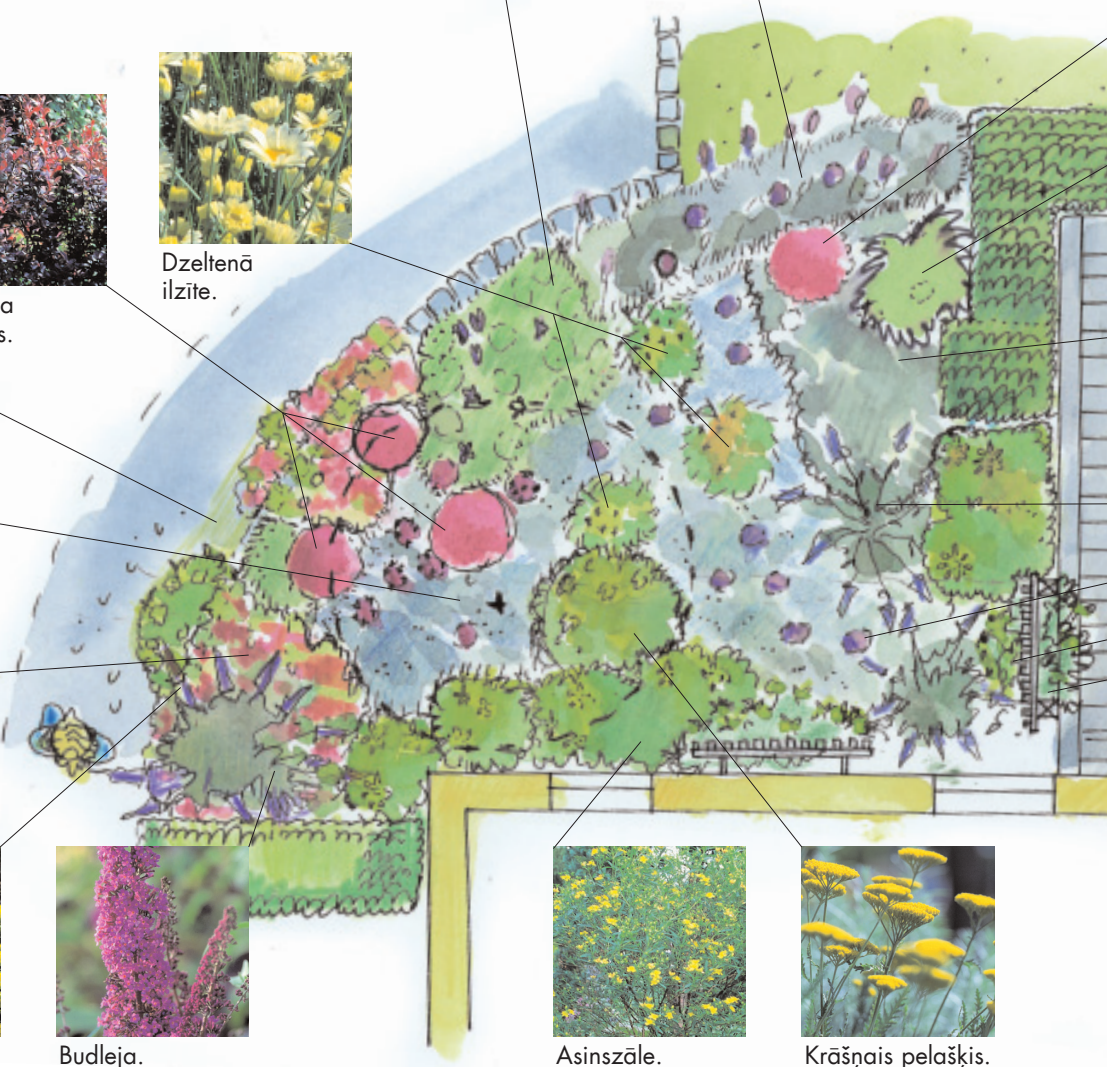 Dzeltenā
ilzīte.
a
s.
Budleja.
Asinszāle.
Krāšņais pelašķis.